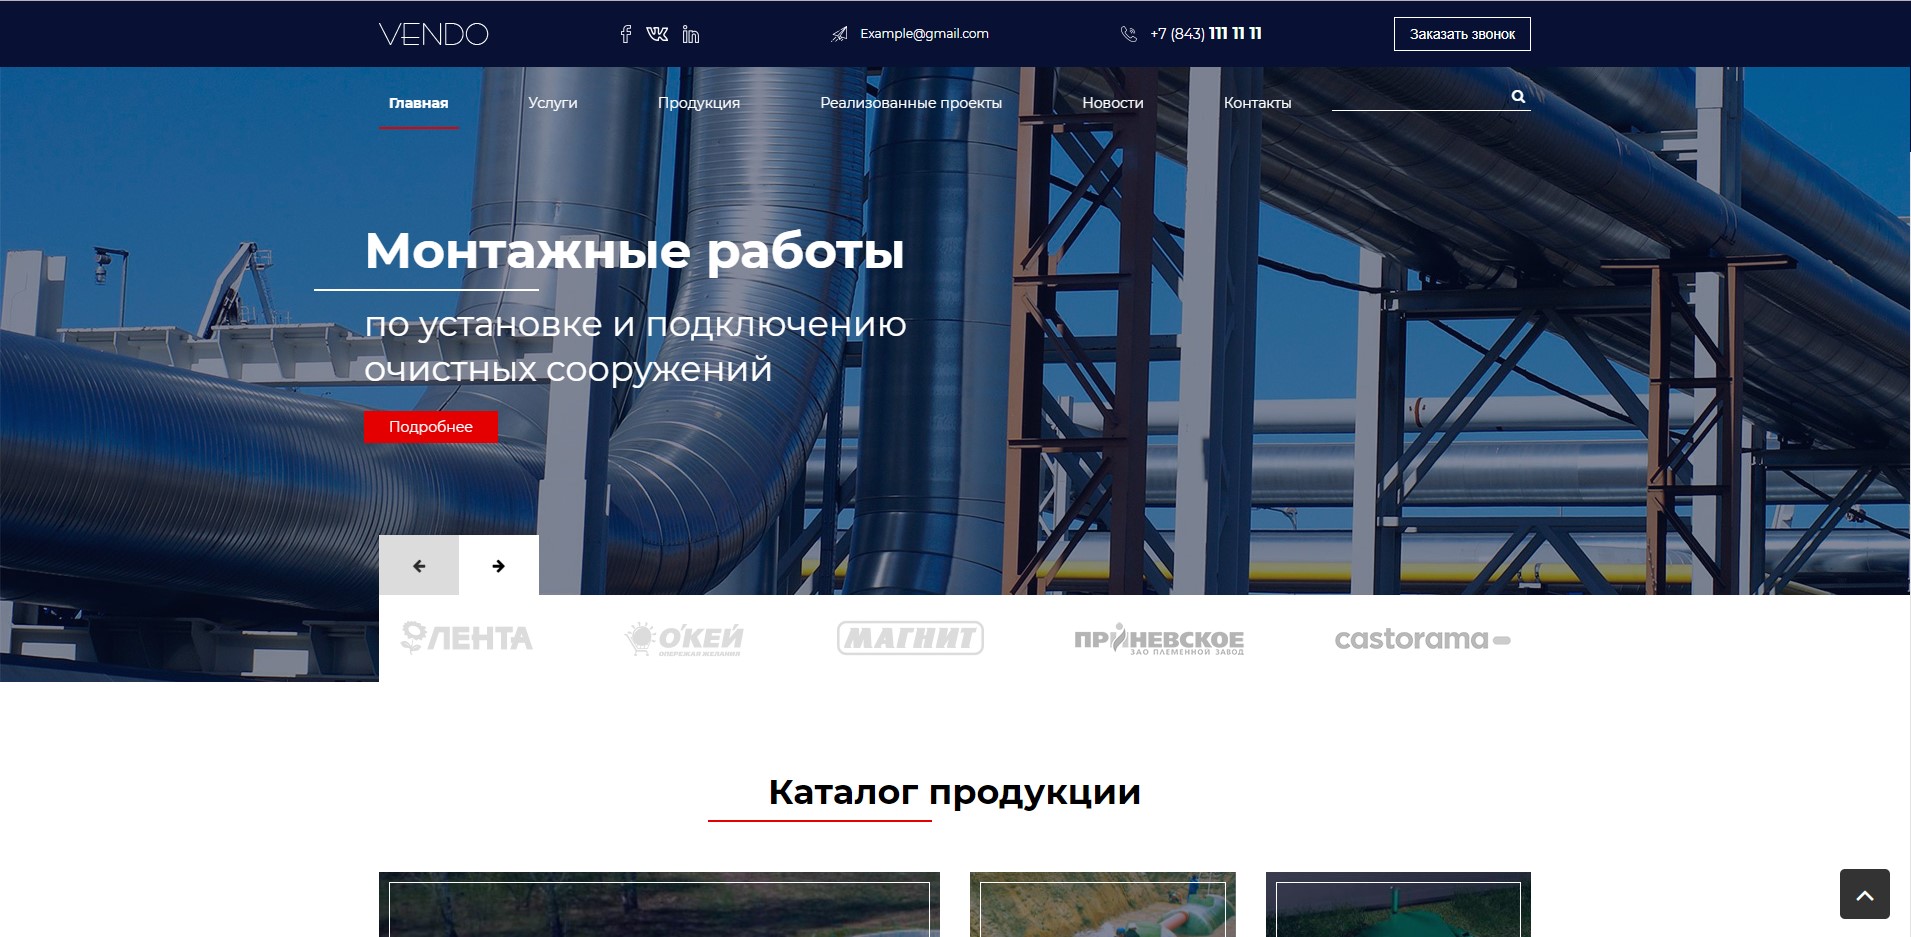 VENDO
Example@gmail.com
+7 (843) 111 11 11
Заказать звонок
Главная
Услуги
Продукция
Реализованные проекты
Новости
Контакты
Монтажные работы
по установке и подключению
очистных сооружений
Подробнее
ЛЕНТА
О'КЕЙ
ОПЕРЕЖАЯ ЖЕЛАНИЯ
МАГНИТ
ПРИНЕВСКОЕ
ЗАО ПЛЕМЕННОЙ ЗАВОД
castorama
Каталог продукции